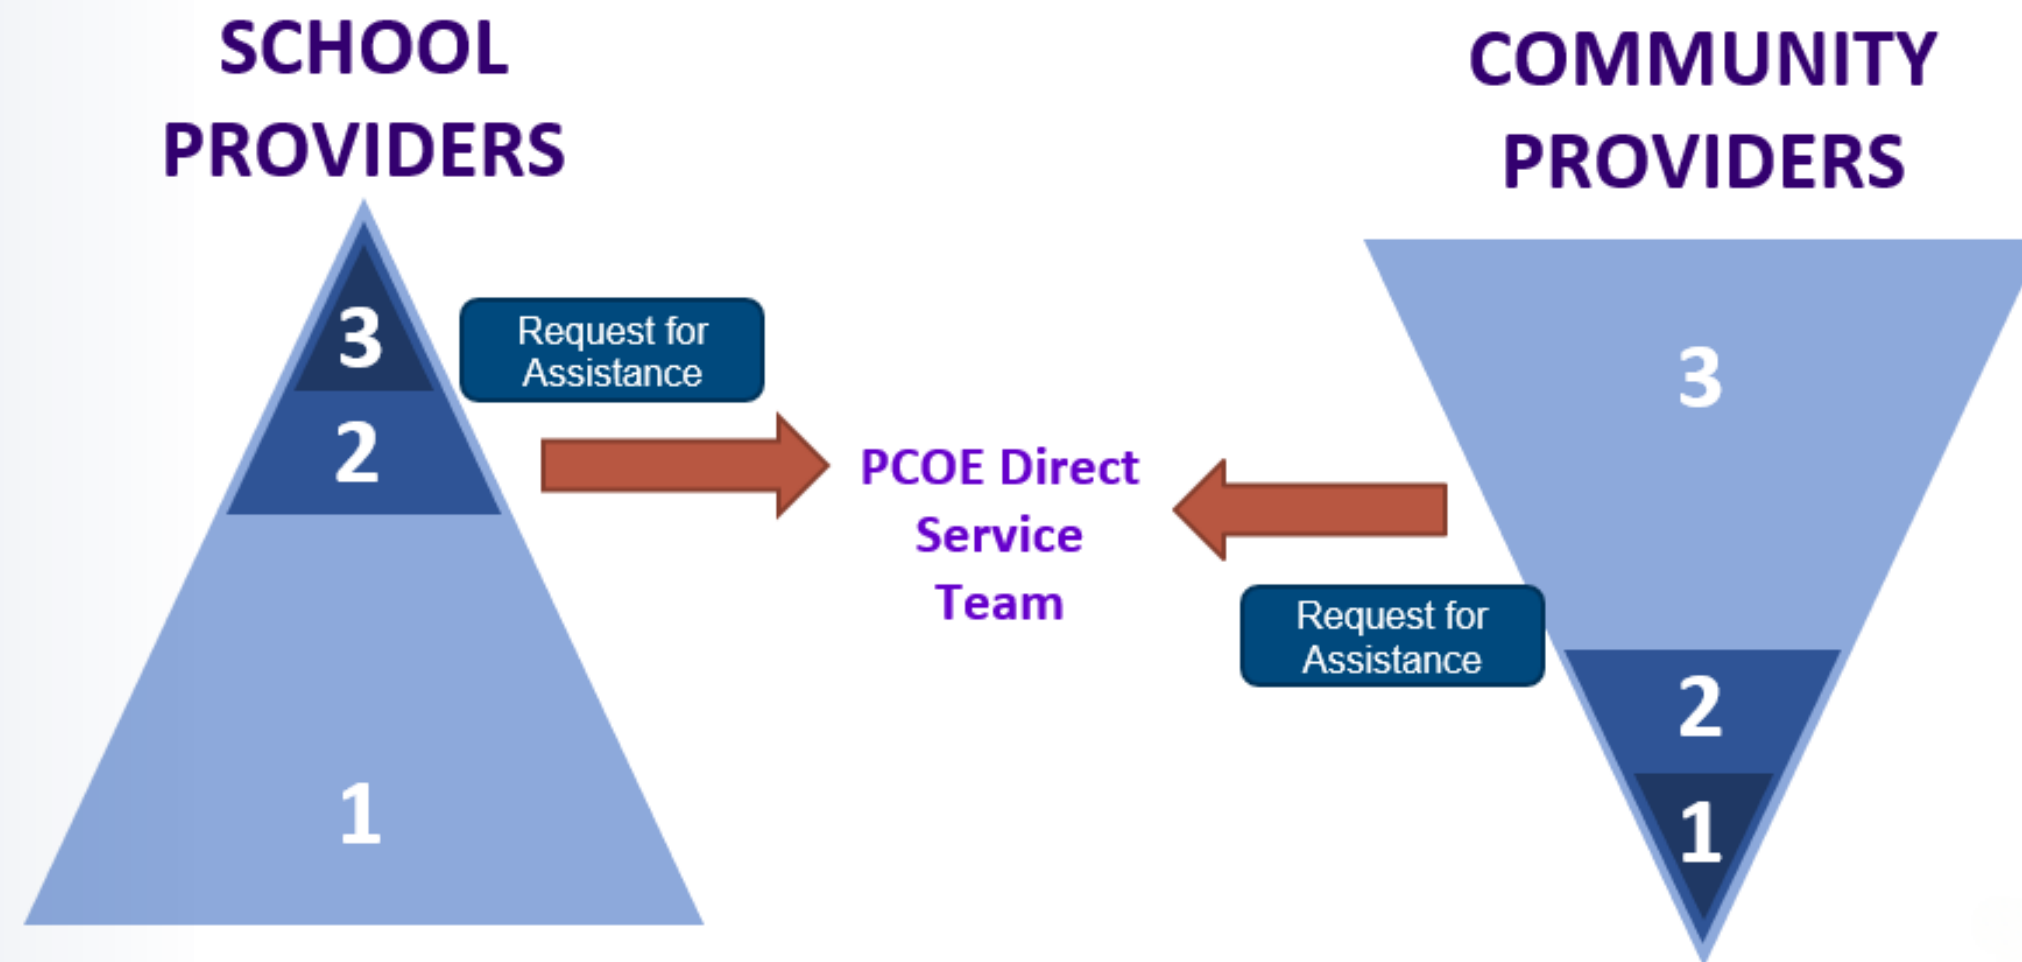 SCHOOL
PROVIDERS
3
2
1
Request for
Assistance
PCOE Direct
Service
Team
COMMUNITY
PROVIDERS
3
2
1
Request for
Assistance